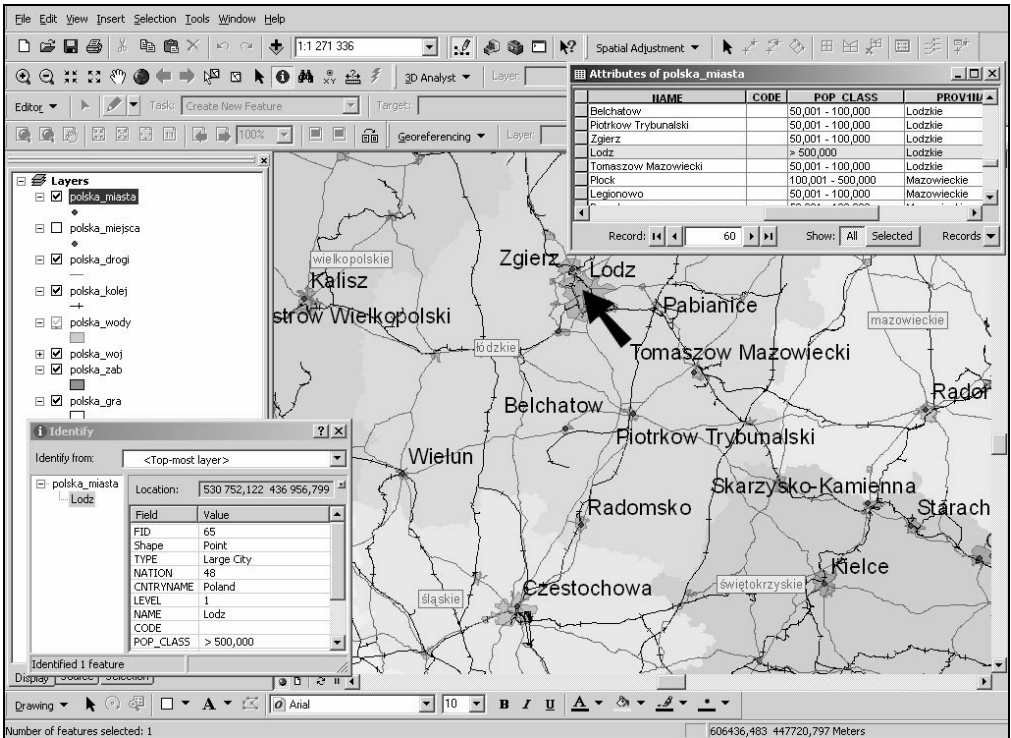 File Edit View Insert Selection Tools Window Help
1:1 271 336 Spatial Adjustment
3D Analyst Layer:
Editor Task: Create New Feature Target:
100% Georeferencing Layer:
Attributes of polska_miasta
NAME CODE POP_CLASS
Belchatow 50,001 - 100,000 Lodzkie
Piotrkow Trybunalski 50,001 - 100,000 Lodzkie
Zgierz 50,001 - 100,000 Lodzkie
Lodz > 500,000 Lodzkie
Tomaszow Mazowiecki 50,001 - 100,000 Lodzkie
Plock 100,001 - 500,000 Mazowieckie
Legionowo 50,001 - 100,000 Mazowieckie
Record: 60 Show: All Selected Records
Layers
polska_miasta
polska_miejsca
polska_drogi
polska_kolej
polska_wody
polska_woj
polska_zab
polska_gra
wielkopolskie
Zgierz
Lodz
Kalisz
strow Wielkopolski
Pabianice
mazowieckie
łódzkie
Tomaszow Mazowiecki
Belchatow
Rador
Piotrkow Trybunalski
Wielun
Skarzysko-Kamienna
Radomsko
Starach
Kielce
Czestochowa
śląskie
świętokrzyskie
Identify
Identify from: <Top-most layer>
polska_miasta
Lodz
Location: 530 752,122 436 956,799
Field Value
FID 65
Shape Point
TYPE Large City
NATION 48
CNTRYNAME Poland
LEVEL 1
NAME Lodz
CODE
POP_CLASS > 500,000
Identified 1 feature
Display Source Selection
Drawing A Arial 10 B I U A
Number of features selected: 1
606436,483 447720,797 Meters